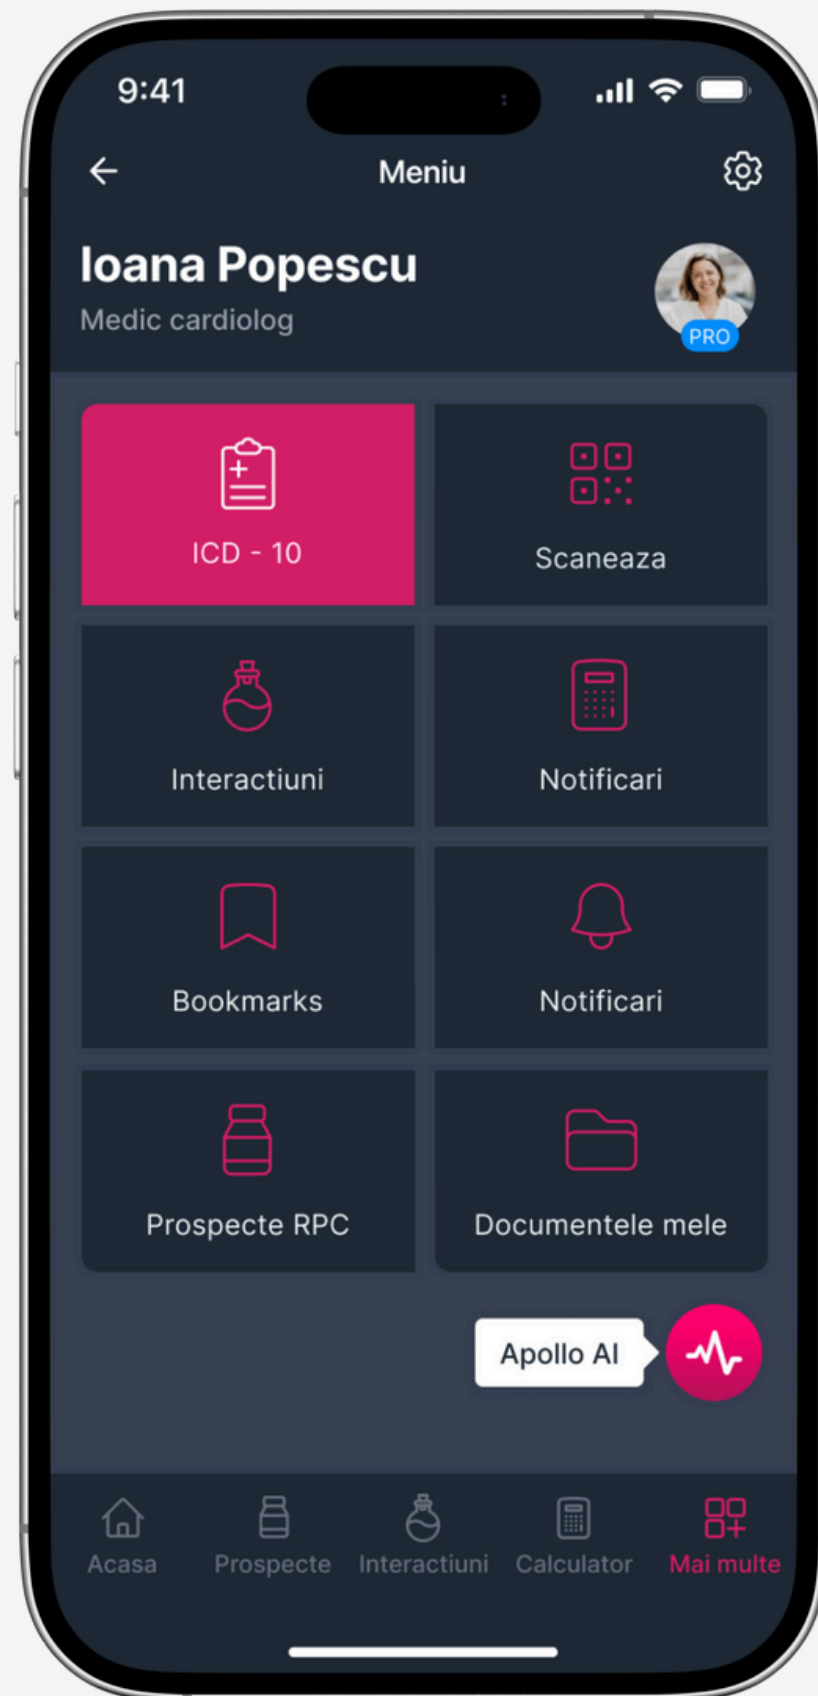 9:41
Meniu
Ioana Popescu
Medic cardiolog
PRO
ICD - 10
Scaneaza
Interactiuni
Notificari
Bookmarks
Notificari
Prospecte RPC
Documentele mele
Apollo AI
Acasa
Prospecte
Interactiuni
Calculator
Mai multe